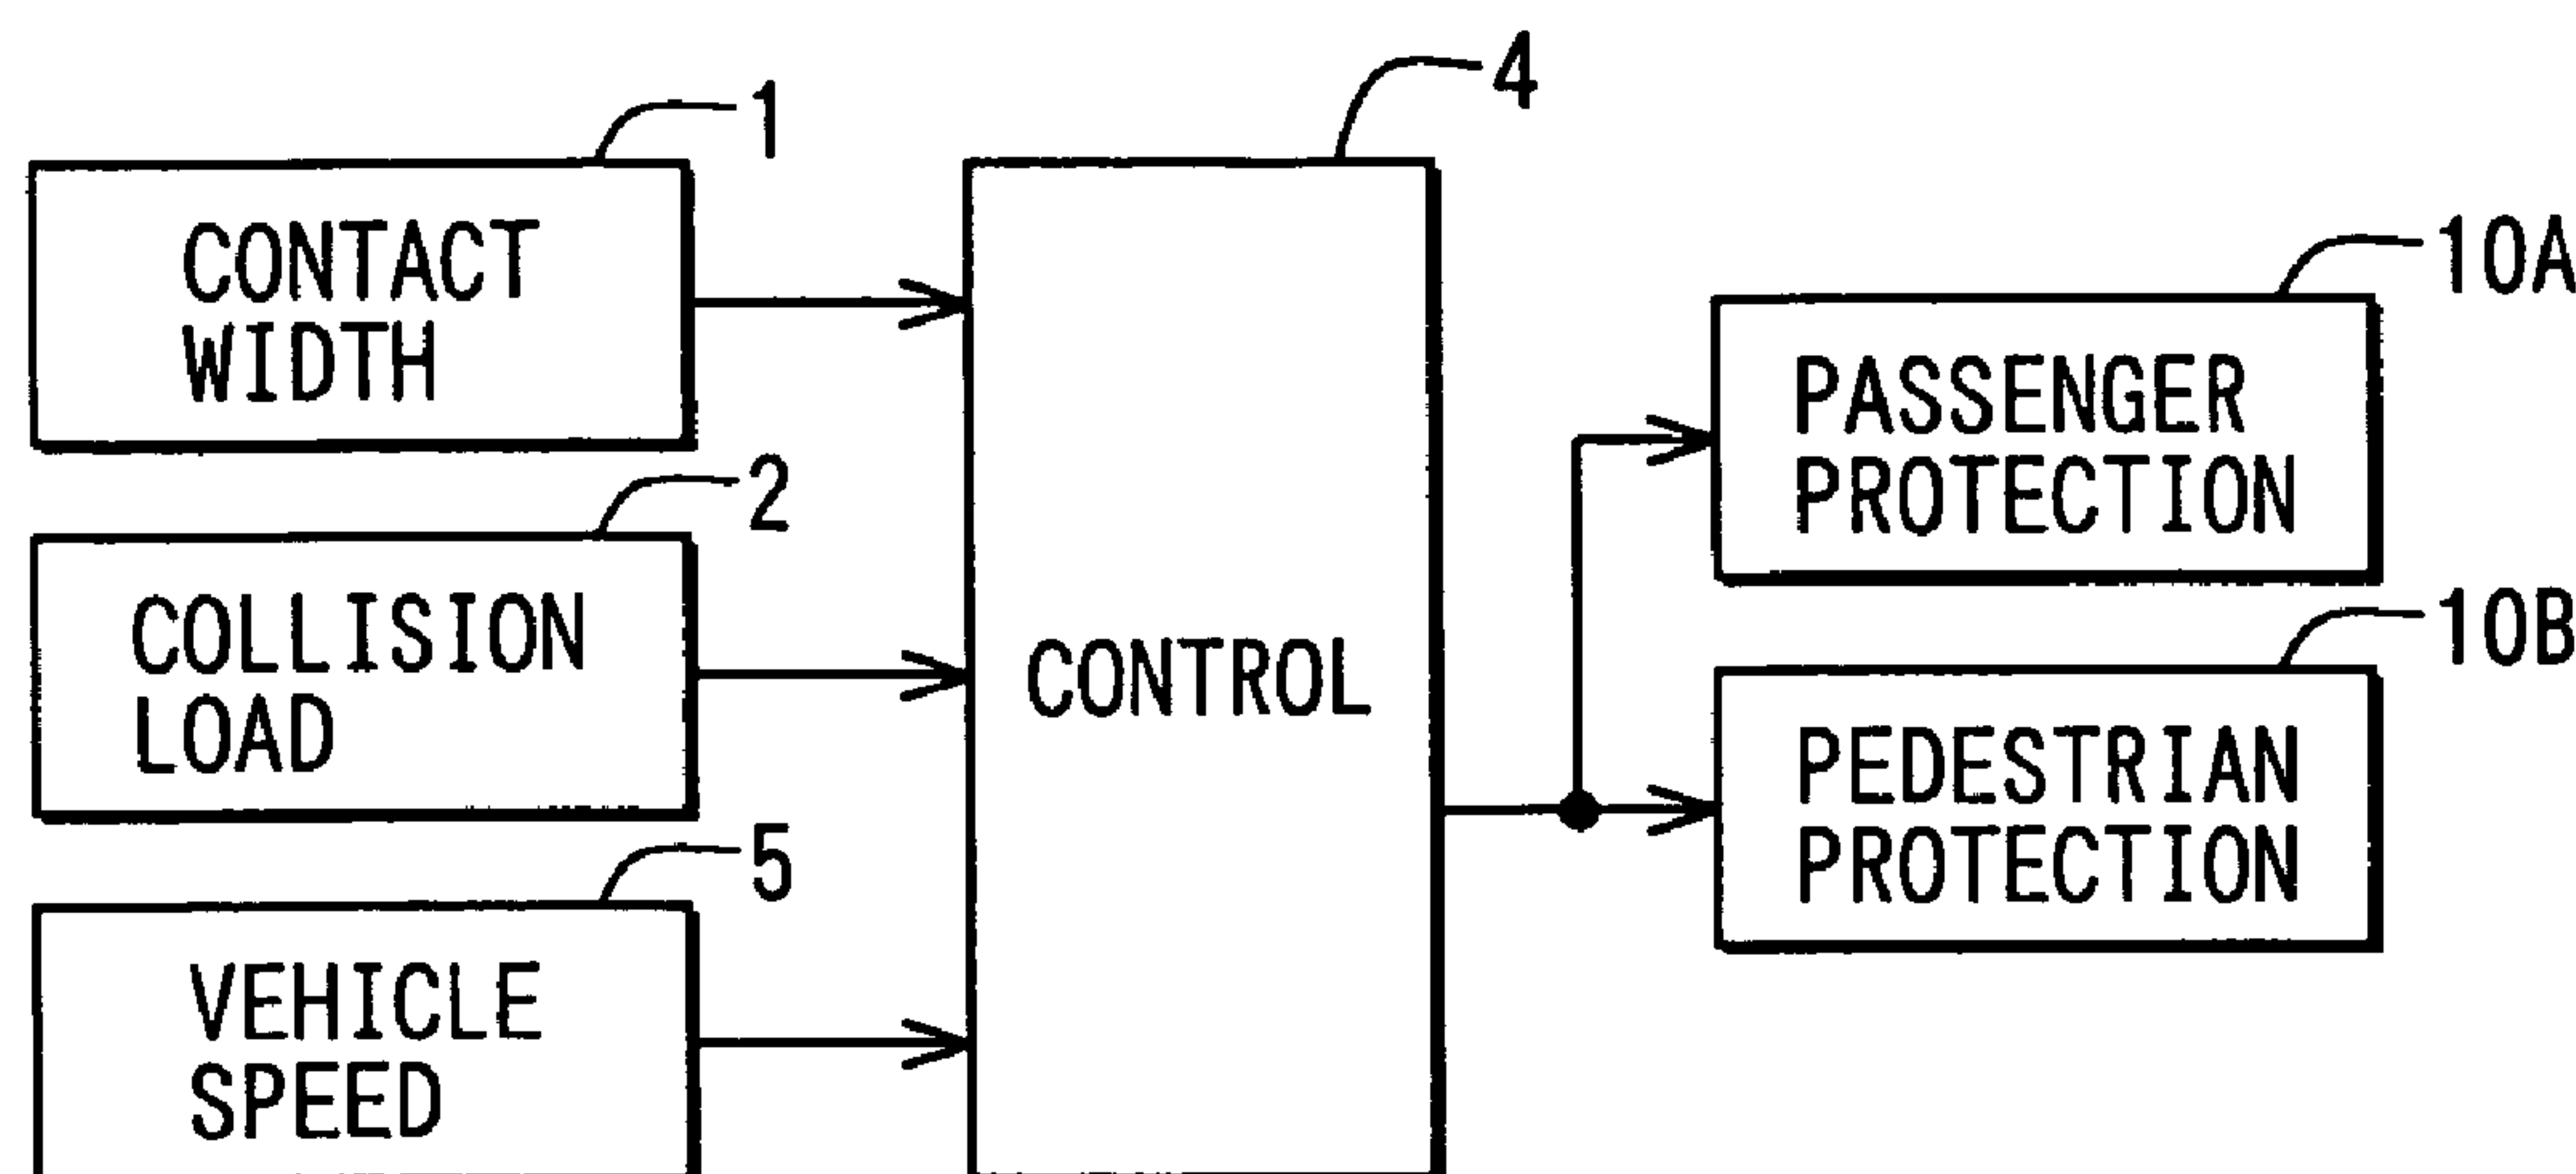 1
CONTACT
WIDTH
2
COLLISION
LOAD
5
VEHICLE
SPEED
4
CONTROL
10A
PASSENGER
PROTECTION
10B
PEDESTRIAN
PROTECTION